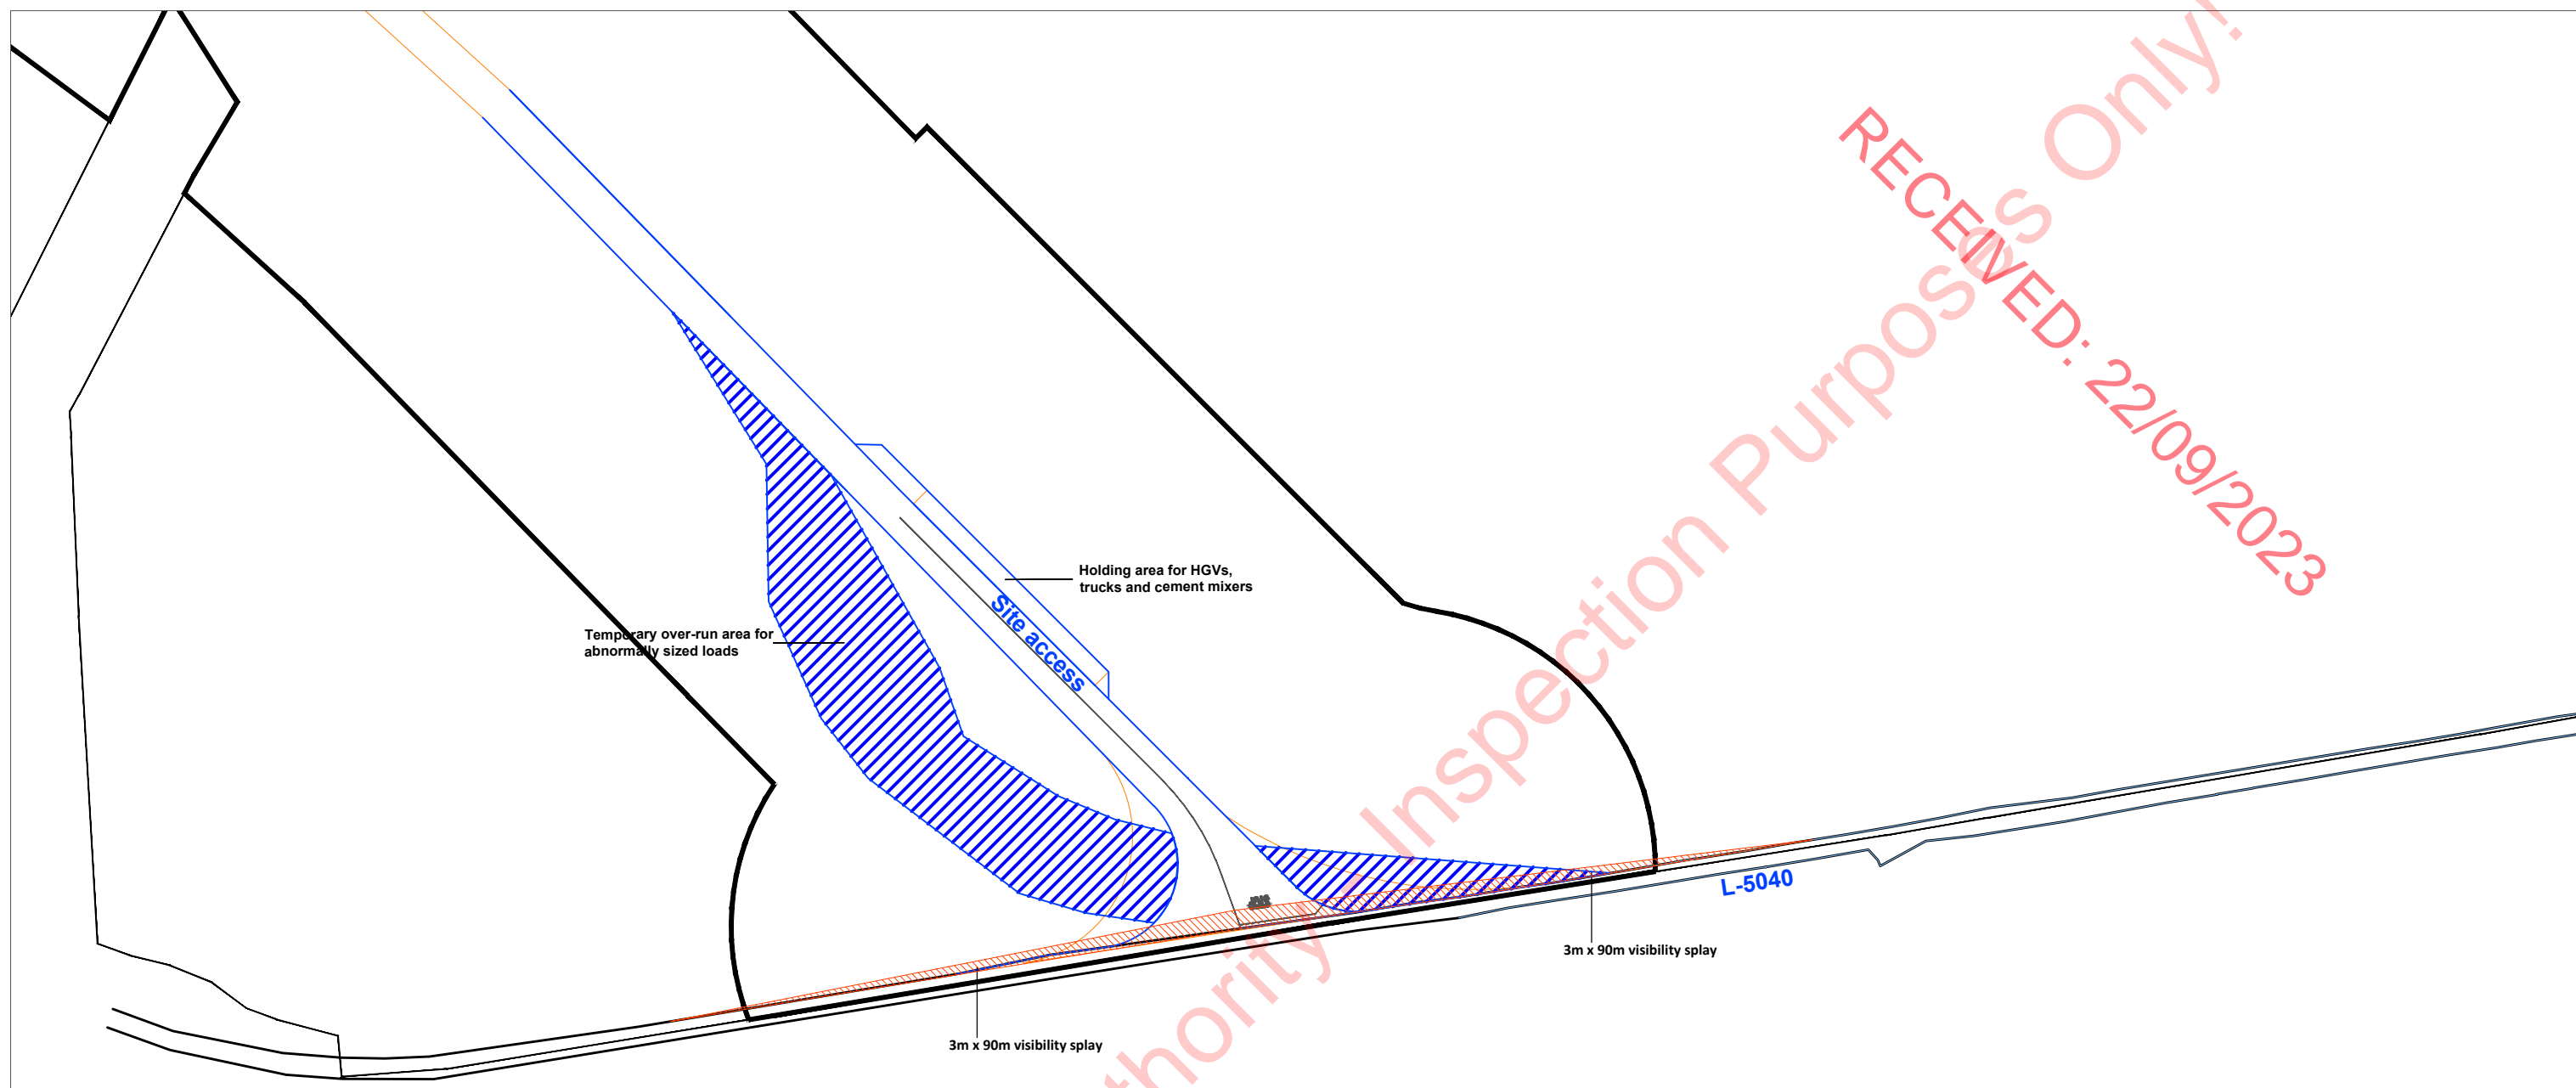 RECEIVED: 22/09/2023
Inspection Purposes Only!
Holding area for HGVs,
trucks and cement mixers
Site access
Temporary over-run area for
abnormally sized loads
L-5040
3m x 90m visibility splay
3m x 90m visibility splay